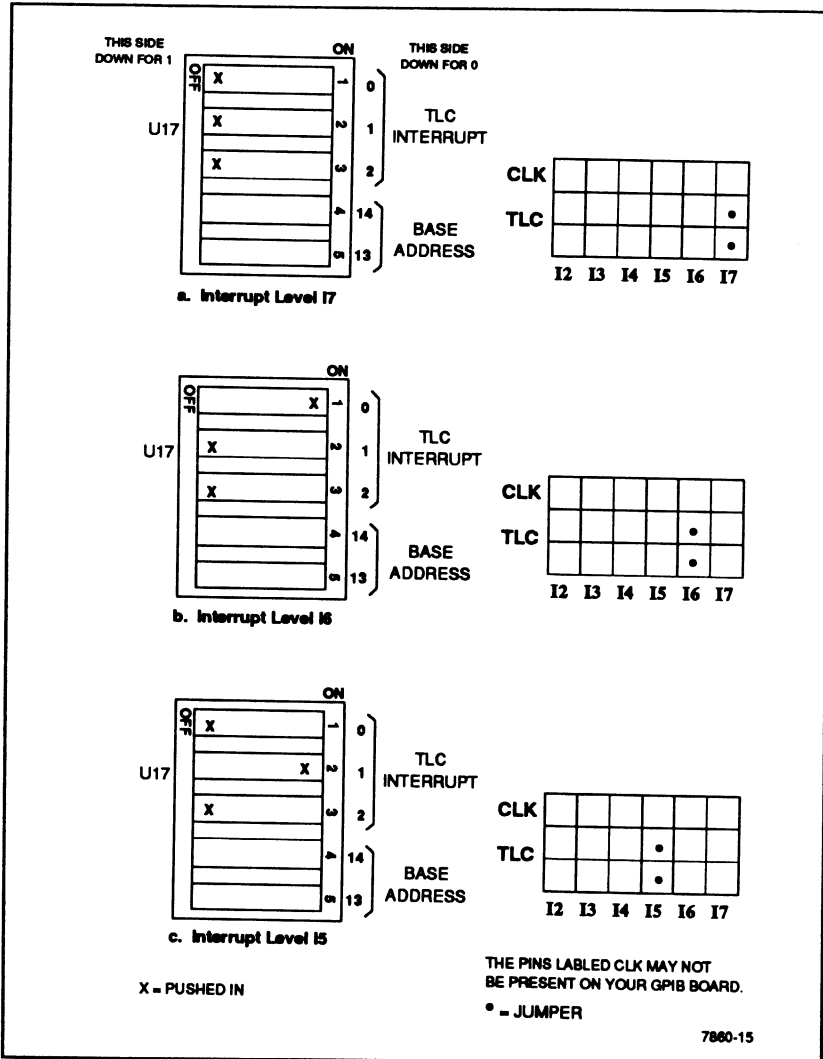 THIS SIDE
DOWN FOR 1
ON
THIS SIDE
DOWN FOR 0
OFF
X 1 0
U17
X 2 1
TLC
INTERRUPT
X 3 2
4 14
BASE
ADDRESS
5 13
a. Interrupt Level I7
CLK
TLC
I2 I3 I4 I5 I6 I7
ON
OFF
X 1 0
U17
X 2 1
TLC
INTERRUPT
X 3 2
4 14
BASE
ADDRESS
5 13
b. Interrupt Level I6
CLK
TLC
I2 I3 I4 I5 I6 I7
ON
OFF
X 1 0
U17
X 2 1
TLC
INTERRUPT
X 3 2
4 14
BASE
ADDRESS
5 13
c. Interrupt Level I5
CLK
TLC
I2 I3 I4 I5 I6 I7
X = PUSHED IN
THE PINS LABLED CLK MAY NOT
BE PRESENT ON YOUR GPIB BOARD.
• = JUMPER
7860-15